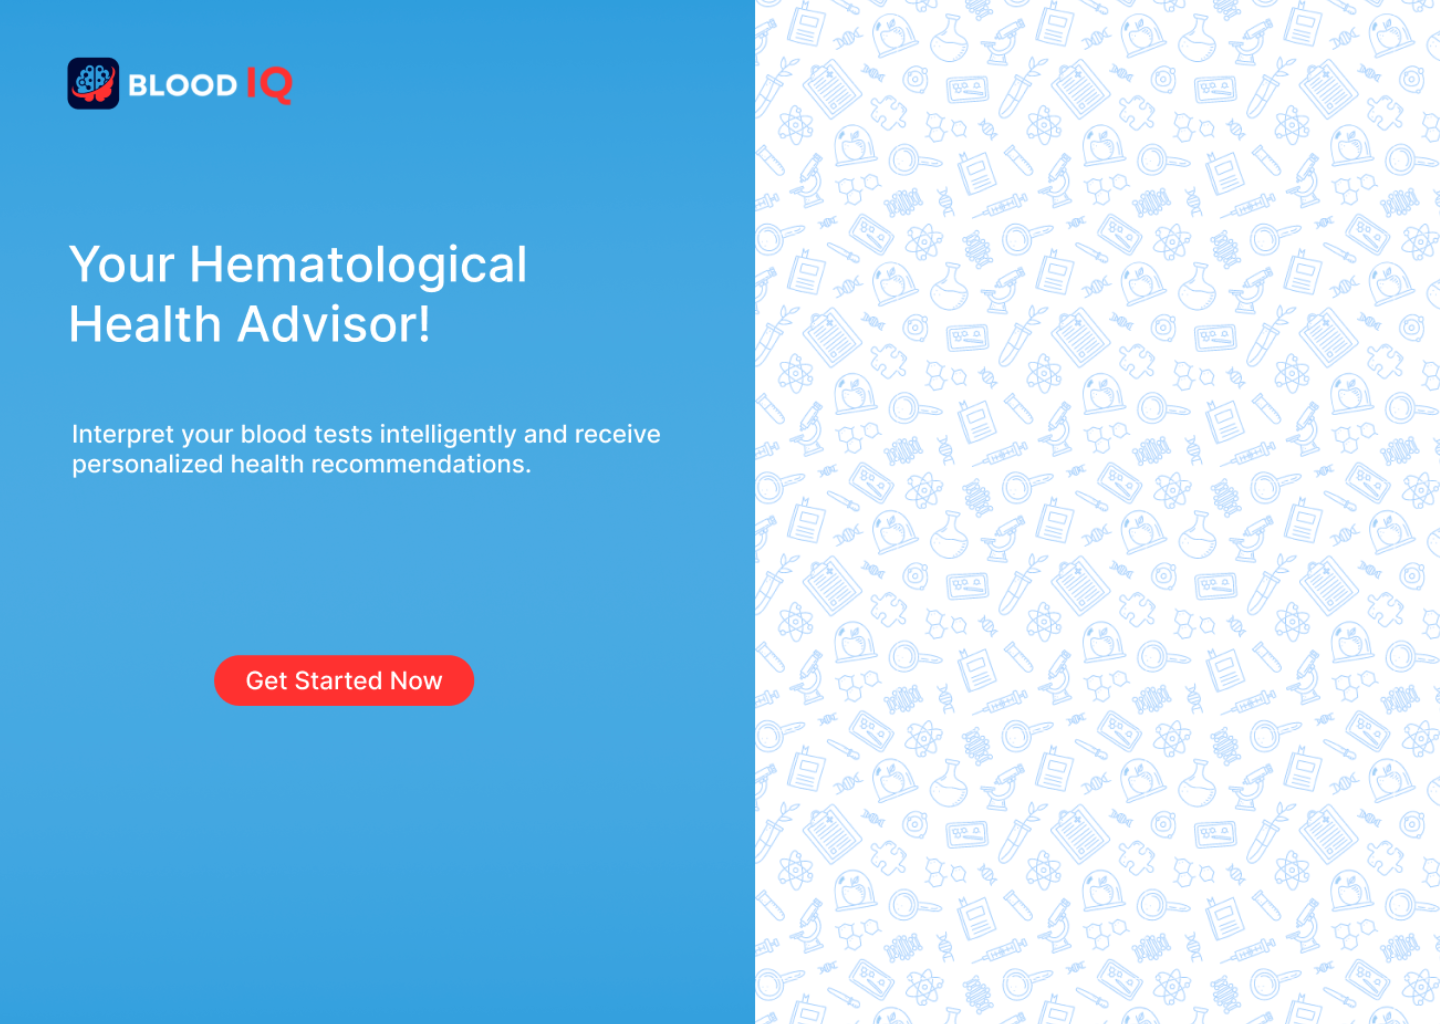 BLOOD IQ
Your Hematological
Health Advisor!
Interpret your blood tests intelligently and receive
personalized health recommendations.
Get Started Now